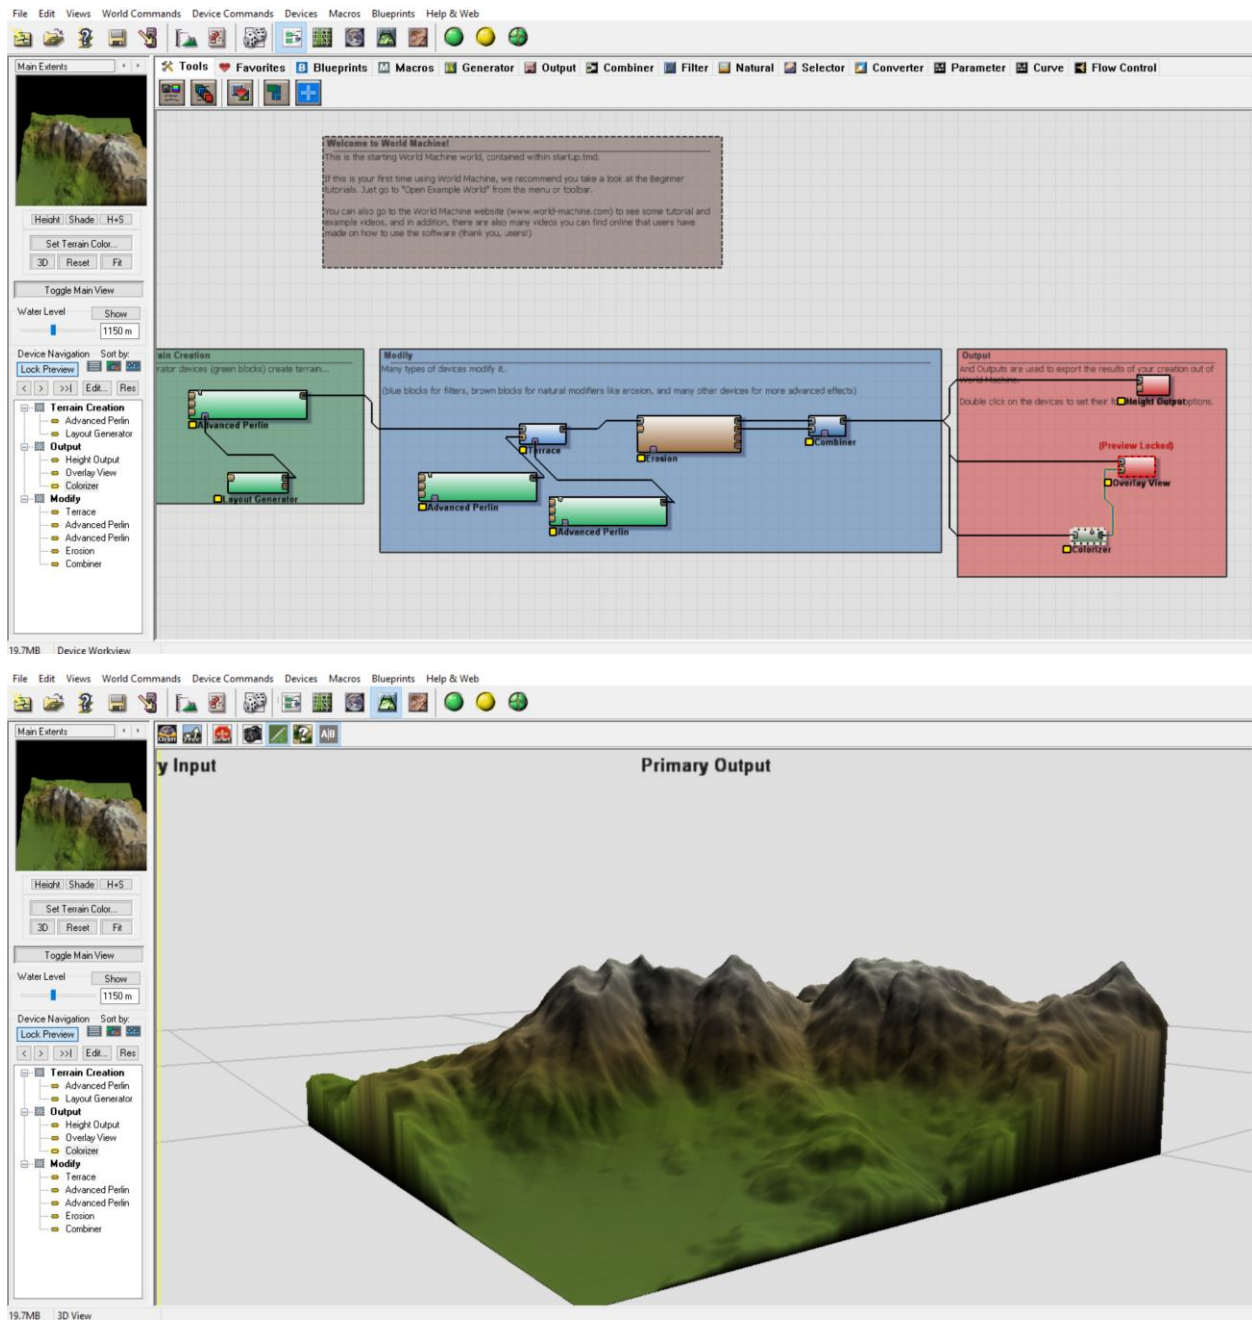 File Edit Views World Commands Device Commands Devices Macros Blueprints Help & Web
Main Extents
Tools Favorites Blueprints Macros Generator Output Combiner Filter Natural Selector Converter Parameter Curve Flow Control
Height Shade H+S
Set Terrain Color...
3D Reset Fit
Toggle Main View
Water Level Show
1150 m
Device Navigation Sort by:
Lock Preview
< > >>| Edit... Res
Terrain Creation
Advanced Perlin
Layout Generator
Output
Height Output
Overlay View
Colorizer
Modify
Terrace
Advanced Perlin
Advanced Perlin
Erosion
Combiner
Welcome to World Machine!
This is the starting World Machine world, contained within startup.tmd.
If this is your first time using World Machine, we recommend you take a look at the Beginner
tutorials. Just go to "Open Example World" from the menu or toolbar.
You can also go to the World Machine website (www.world-machine.com) to see some tutorial and
example videos, and in addition, there are also many videos you can find online that users have
made on how to use the software (thank you, users!)
ain Creation
rator devices (green blocks) create terrain...
Advanced Perlin
Layout Generator
Modify
Many types of devices modify it..
(blue blocks for filters, brown blocks for natural modifiers like erosion, and many other devices for more advanced effects)
Terrace
Erosion
Combiner
Advanced Perlin
Advanced Perlin
Output
And Outputs are used to export the results of your creation out of
World Machine.
Double click on the devices to set their options.
Height Output
(Preview Locked)
Overlay View
Colorizer
19.7MB Device Workview
File Edit Views World Commands Device Commands Devices Macros Blueprints Help & Web
Main Extents
A|B
y Input Primary Output
Height Shade H+S
Set Terrain Color...
3D Reset Fit
Toggle Main View
Water Level Show
1150 m
Device Navigation Sort by:
Lock Preview
< > >>| Edit... Res
Terrain Creation
Advanced Perlin
Layout Generator
Output
Height Output
Overlay View
Colorizer
Modify
Terrace
Advanced Perlin
Advanced Perlin
Erosion
Combiner
19.7MB 3D View